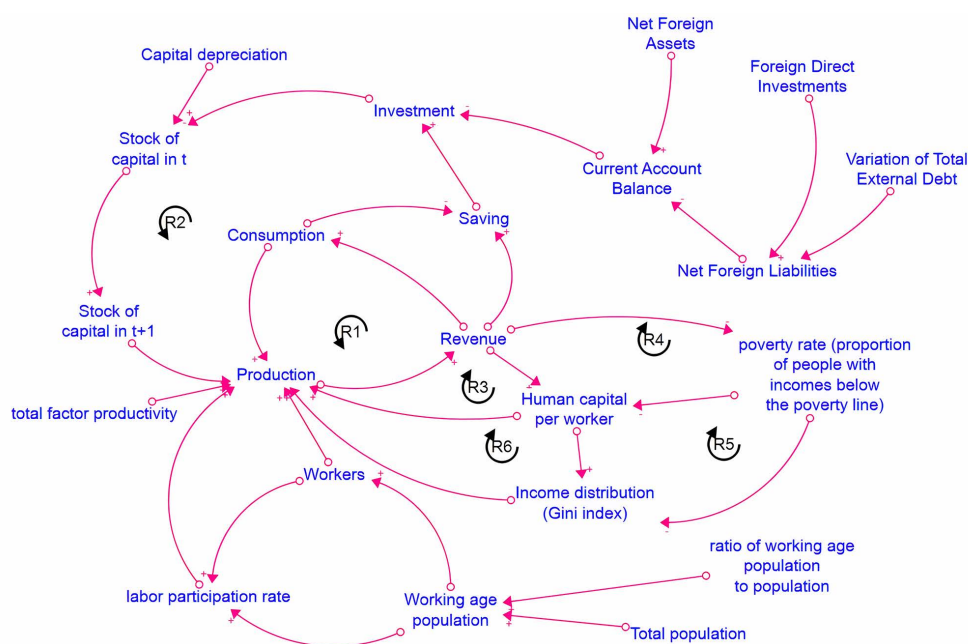 Net Foreign
Assets
Capital depreciation
Foreign Direct
Investments
Investment
Stock of
capital in t
Current Account
Balance
Variation of Total
External Debt
R2
Saving
Consumption
Net Foreign Liabilities
Stock of
capital in t+1
R1
Revenue
R4
poverty rate (proportion
of people with
incomes below
the poverty line)
Production
R3
total factor productivity
Human capital
per worker
R6
R5
Workers
Income distribution
(Gini index)
ratio of working age
population
to population
labor participation rate
Working age
population
Total population